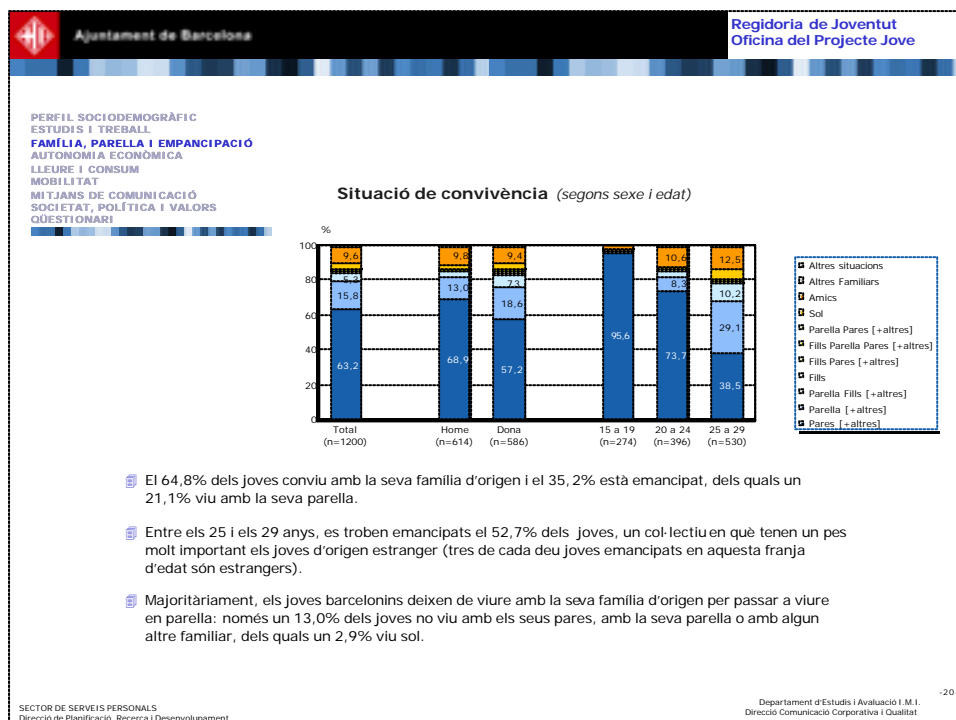 Ajuntament de Barcelona
Regidoria de Joventut
Oficina del Projecte Jove
PERFIL SOCIODEMOGRÀFIC
ESTUDIS I TREBALL
FAMÍLIA, PARELLA I EMPANCIPACIÓ
AUTONOMIA ECONÒMICA
LLEURE I CONSUM
MOBILITAT
MITJANS DE COMUNICACIÓ
SOCIETAT, POLÍTICA I VALORS
QÜESTIONARI
Situació de convivència (segons sexe i edat)
%
100
80
60
40
20
0
9,6
5,3
15,8
63,2
9,8
13,0
68,9
9,4
7,3
18,6
57,2
95,6
10,6
8,3
73,7
12,5
10,2
29,1
38,5
Total
(n=1200)
Home
(n=614)
Dona
(n=586)
15 a 19
(n=274)
20 a 24
(n=396)
25 a 29
(n=530)
Altres situacions
Altres Familiars
Amics
Sol
Parella Pares [+altres]
Fills Parella Pares [+altres]
Fills Pares [+altres]
Fills
Parella Fills [+altres]
Parella [+altres]
Pares [+altres]
El 64,8% dels joves conviu amb la seva família d'origen i el 35,2% està emancipat, dels quals un
21,1% viu amb la seva parella.
Entre els 25 i els 29 anys, es troben emancipats el 52,7% dels joves, un col·lectiu en què tenen un pes
molt important els joves d'origen estranger (tres de cada deu joves emancipats en aquesta franja
d'edat són estrangers).
Majoritàriament, els joves barcelonins deixen de viure amb la seva família d'origen per passar a viure
en parella: només un 13,0% dels joves no viu amb els seus pares, amb la seva parella o amb algun
altre familiar, dels quals un 2,9% viu sol.
SECTOR DE SERVEIS PERSONALS
Direcció de Planificació, Recerca i Desenvolupament
Departament d'Estudis i Avaluació I.M.I.
Direcció Comunicació Corporativa i Qualitat
-20